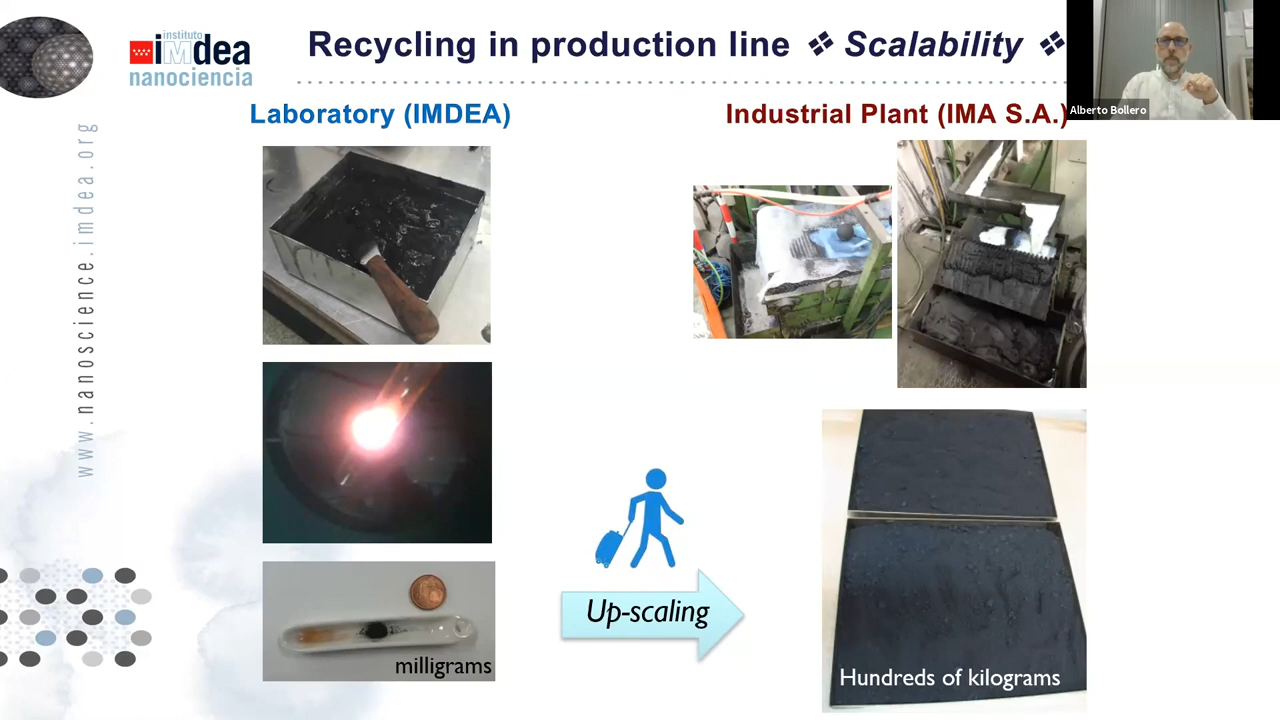 instituto
imdea
nanociencia
Recycling in production line ❖ Scalability ❖
Alberto Bollero
Laboratory (IMDEA)
Industrial Plant (IMA S.A.)
www.nanoscience.imdea.org
Up-scaling
milligrams
Hundreds of kilograms